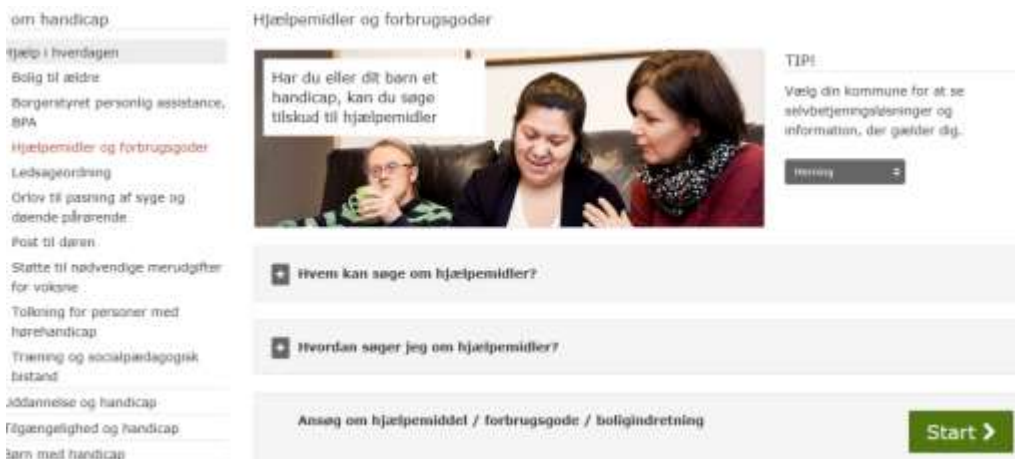 om handicap
Hjælp i hverdagen
Bolig til ældre
Borgerstyret personlig assistance,
BPA
Hjælpemidler og forbrugsgoder
Ledsageordning
Orlov til pasning af syge og
døende pårørende
Post til døren
Støtte til nødvendige merudgifter
for voksne
Tolkning for personer med
hørehandicap
Træning og socialpædagogisk
bistand
Uddannelse og handicap
Tilgængelighed og handicap
Børn med handicap
Hjælpemidler og forbrugsgoder
Har du eller dit barn et
handicap, kan du søge
tilskud til hjælpemidler
TIP!
Vælg din kommune for at se
selvbetjeningsløsninger og
information, der gælder dig.
Herning
Hvem kan søge om hjælpemidler?
Hvordan søger jeg om hjælpemidler?
Ansøg om hjælpemiddel / forbrugsgode / boligindretning
Start